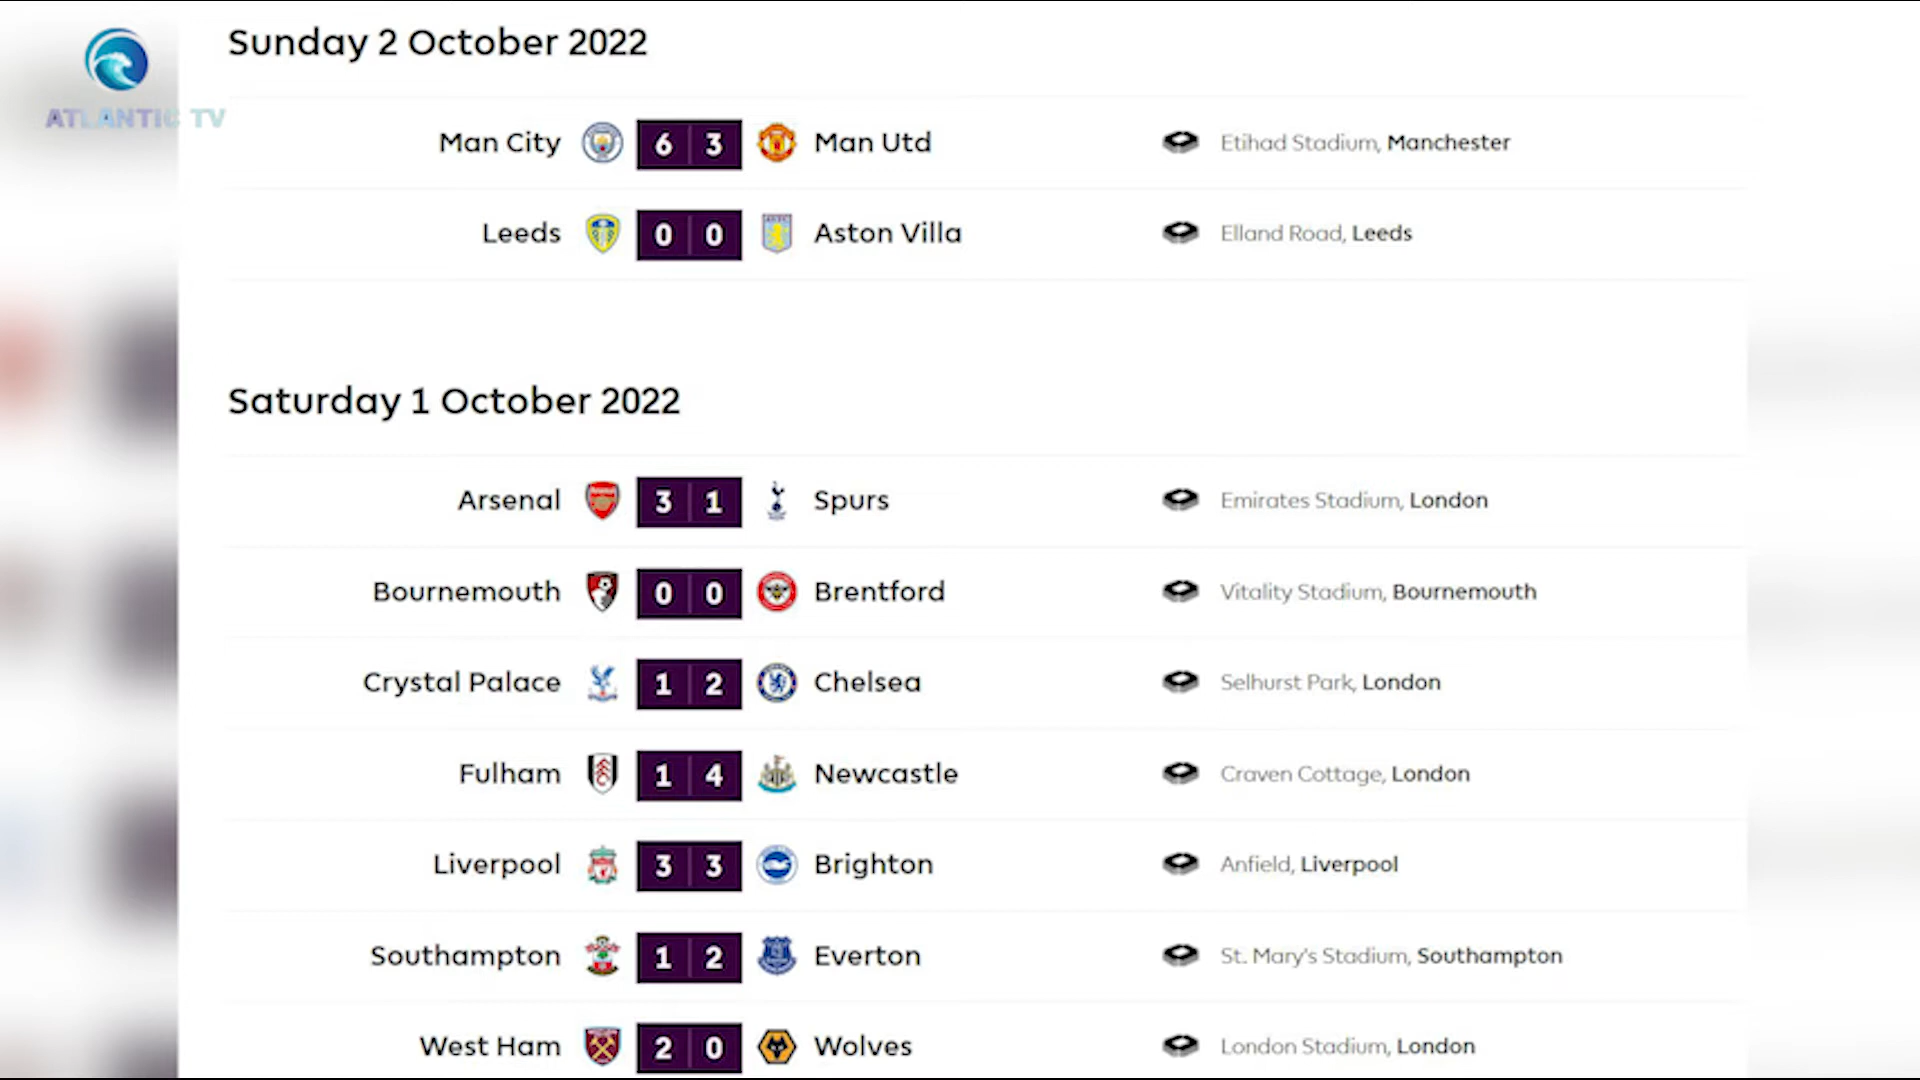 ATLANTIC TV
Sunday 2 October 2022
Man City 6 3 Man Utd Etihad Stadium, Manchester
Leeds 0 0 Aston Villa Elland Road, Leeds
Saturday 1 October 2022
Arsenal 3 1 Spurs Emirates Stadium, London
Bournemouth 0 0 Brentford Vitality Stadium, Bournemouth
Crystal Palace 1 2 Chelsea Selhurst Park, London
Fulham 1 4 Newcastle Craven Cottage, London
Liverpool 3 3 Brighton Anfield, Liverpool
Southampton 1 2 Everton St. Mary's Stadium, Southampton
West Ham 2 0 Wolves London Stadium, London